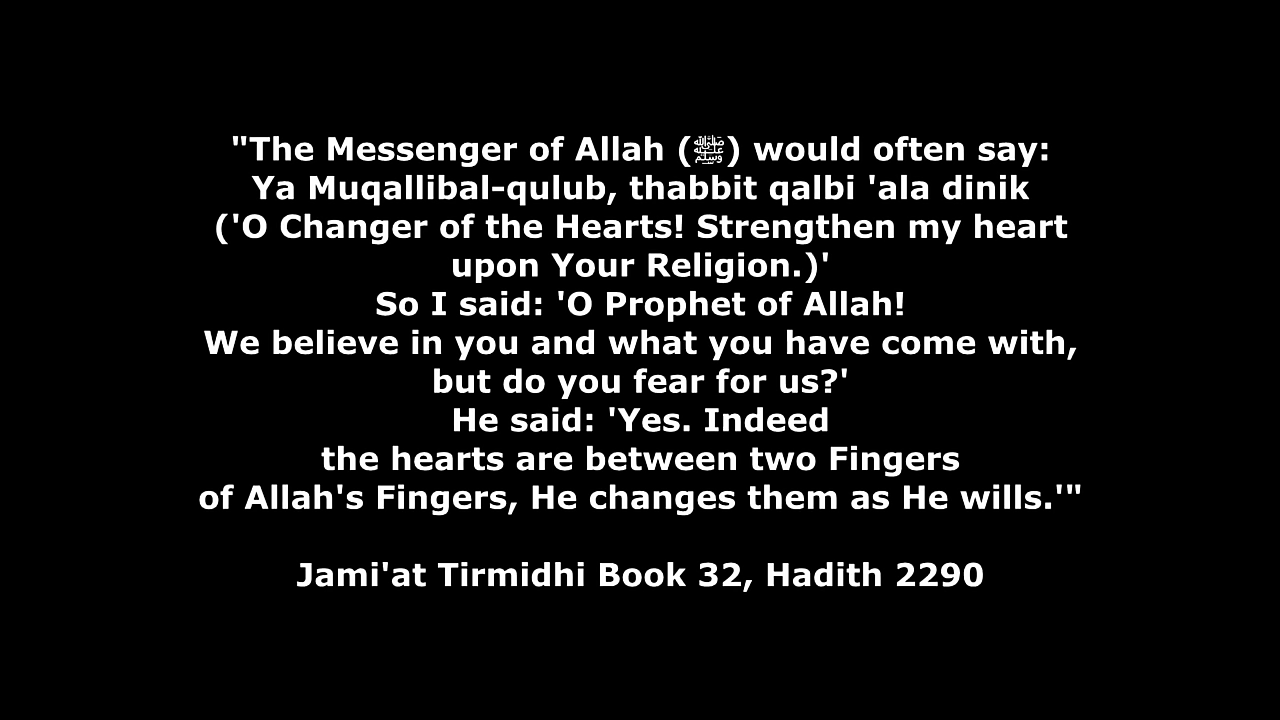 "The Messenger of Allah (ﷺ) would often say:
Ya Muqallibal-qulub, thabbit qalbi 'ala dinik
('O Changer of the Hearts! Strengthen my heart
upon Your Religion.)'
So I said: 'O Prophet of Allah!
We believe in you and what you have come with,
but do you fear for us?'
He said: 'Yes. Indeed
the hearts are between two Fingers
of Allah's Fingers, He changes them as He wills.'"
Jami'at Tirmidhi Book 32, Hadith 2290